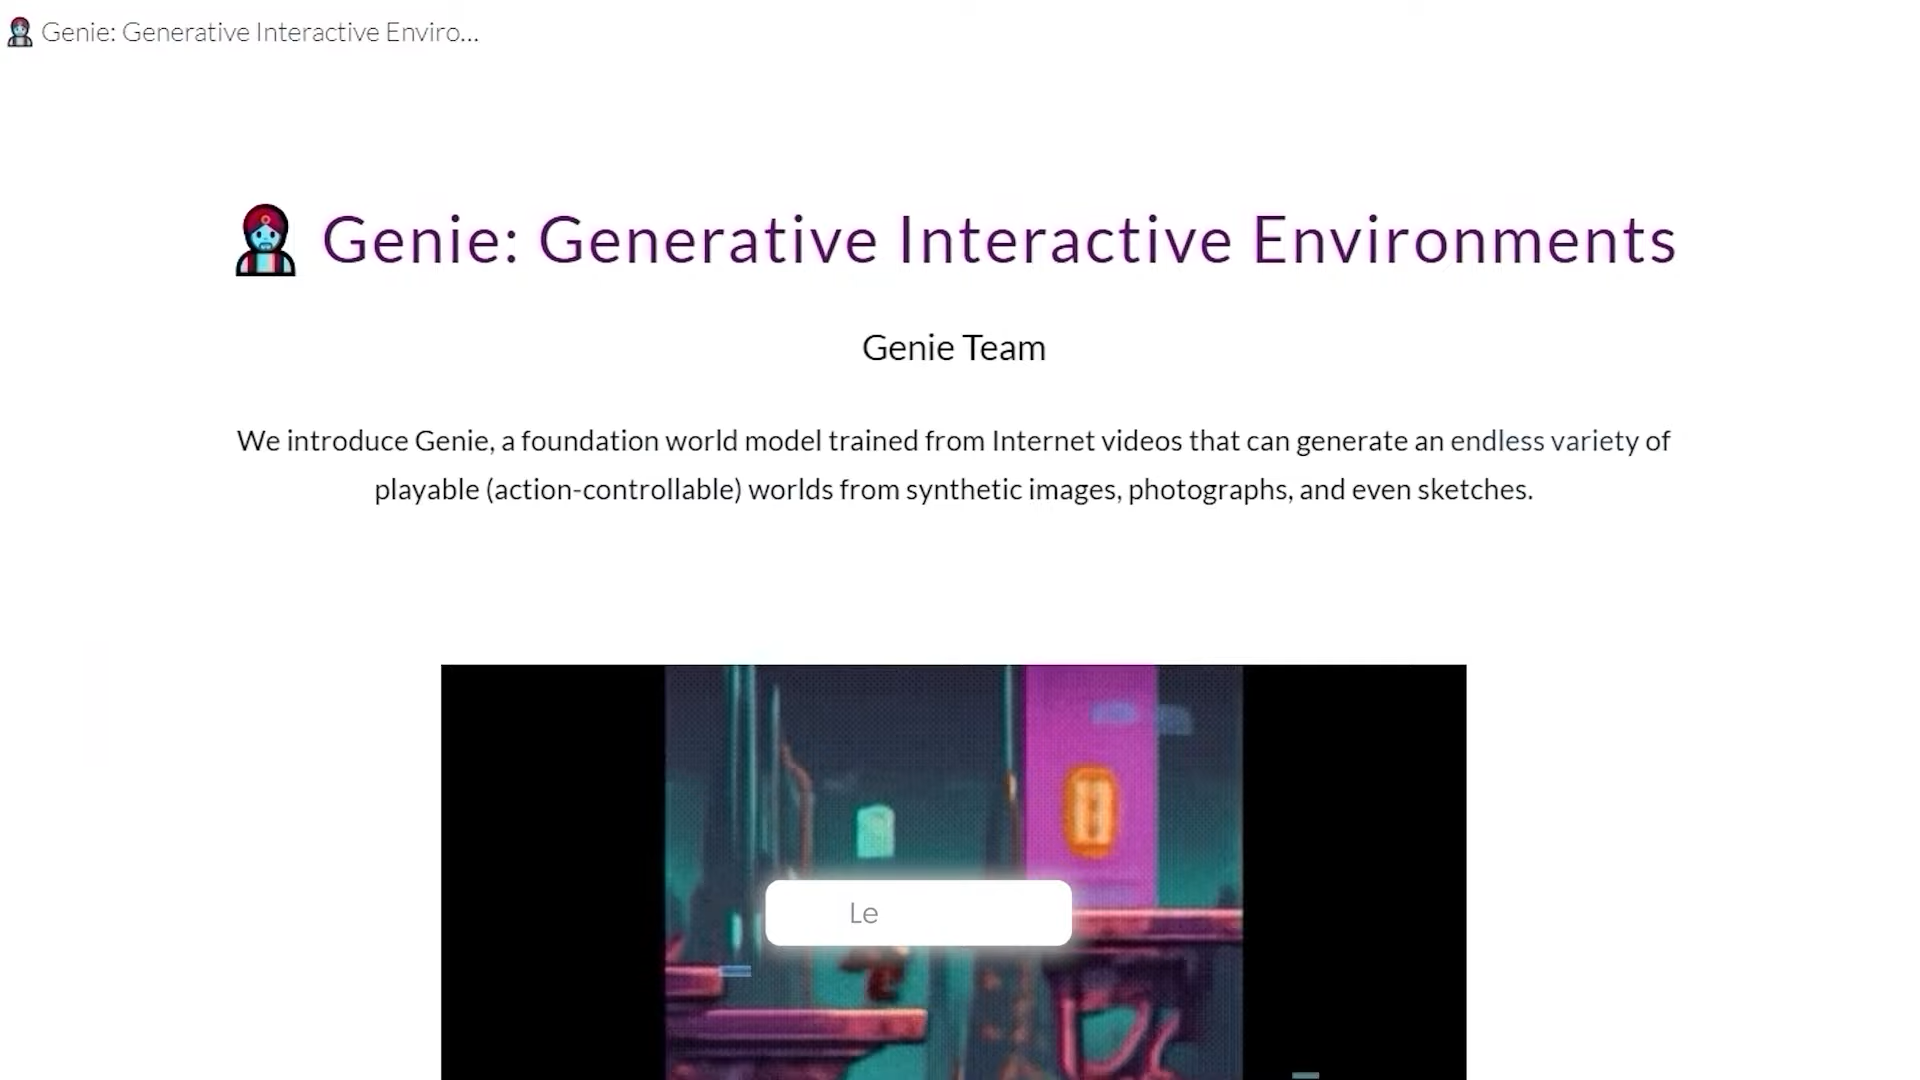 Genie: Generative Interactive Enviro...
Genie: Generative Interactive Environments
Genie Team
We introduce Genie, a foundation world model trained from Internet videos that can generate an endless variety of
playable (action-controllable) worlds from synthetic images, photographs, and even sketches.
Le